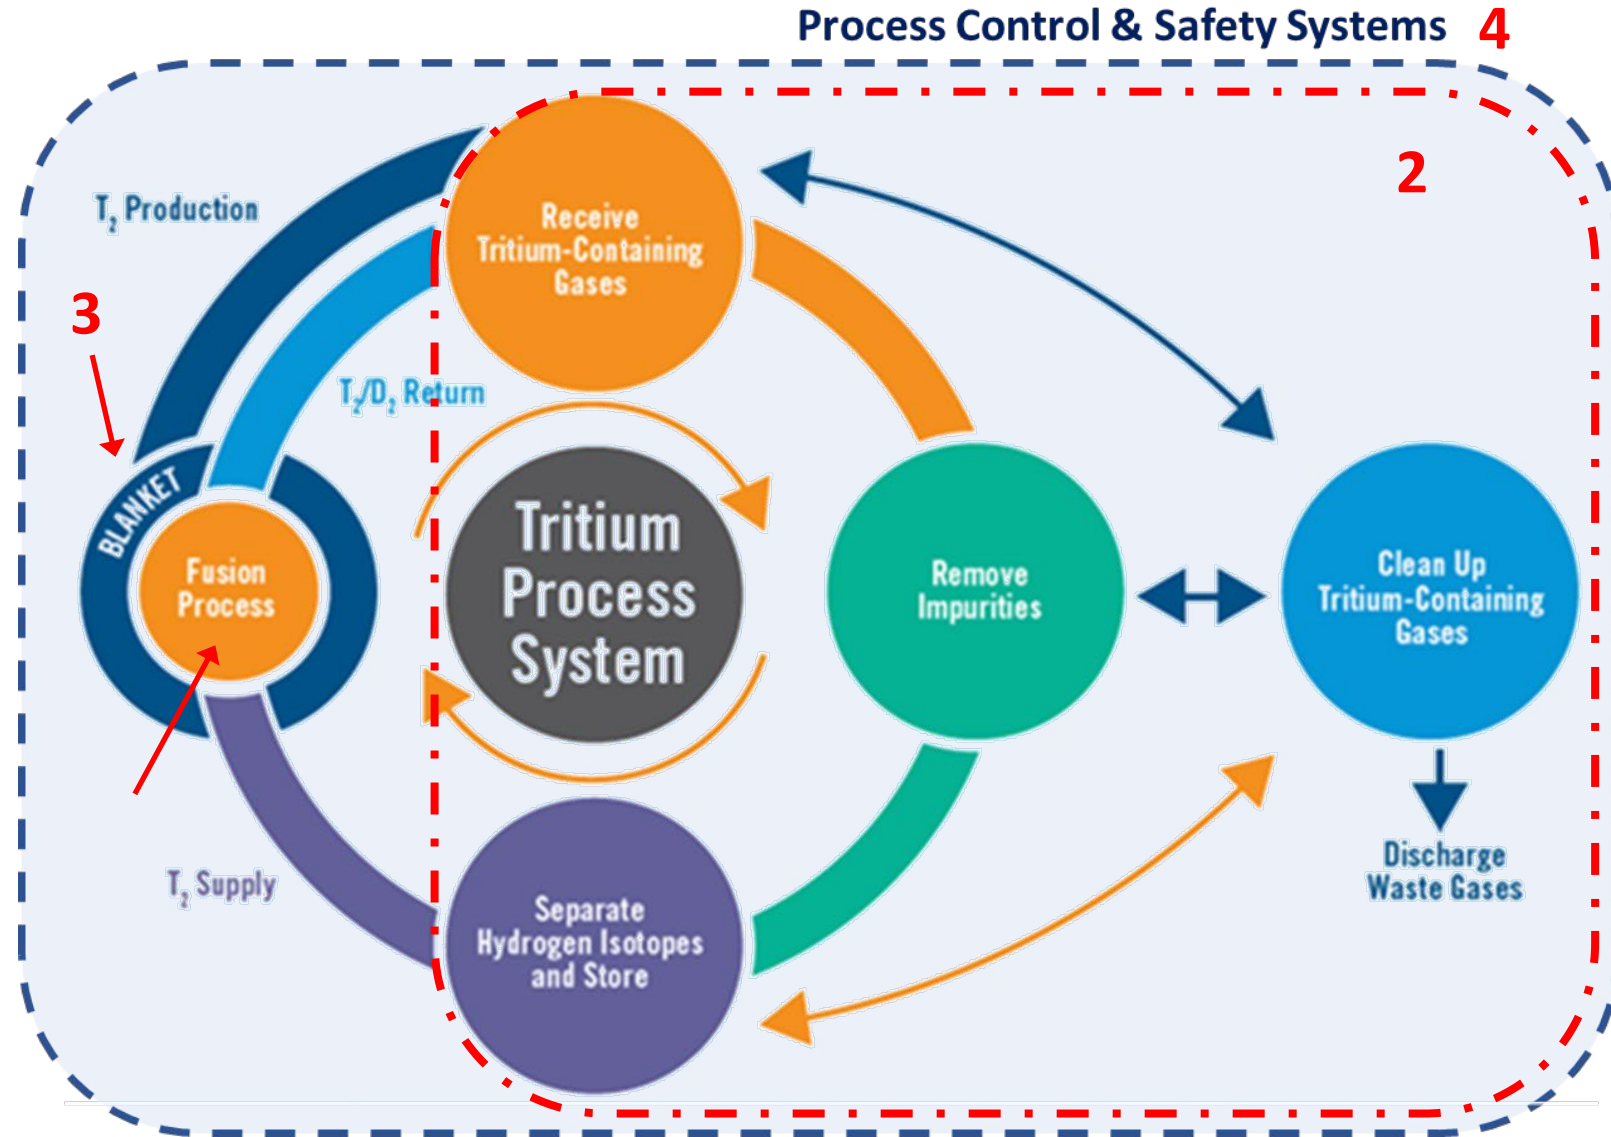 Process Control & Safety Systems 4
2
T2 Production
Receive
Tritium-Containing
Gases
3
T2/D2 Return
BLANKET
Fusion
Process
Tritium
Process
System
Remove
Impurities
Clean Up
Tritium-Containing
Gases
T2 Supply
Separate
Hydrogen Isotopes
and Store
Discharge
Waste Gases